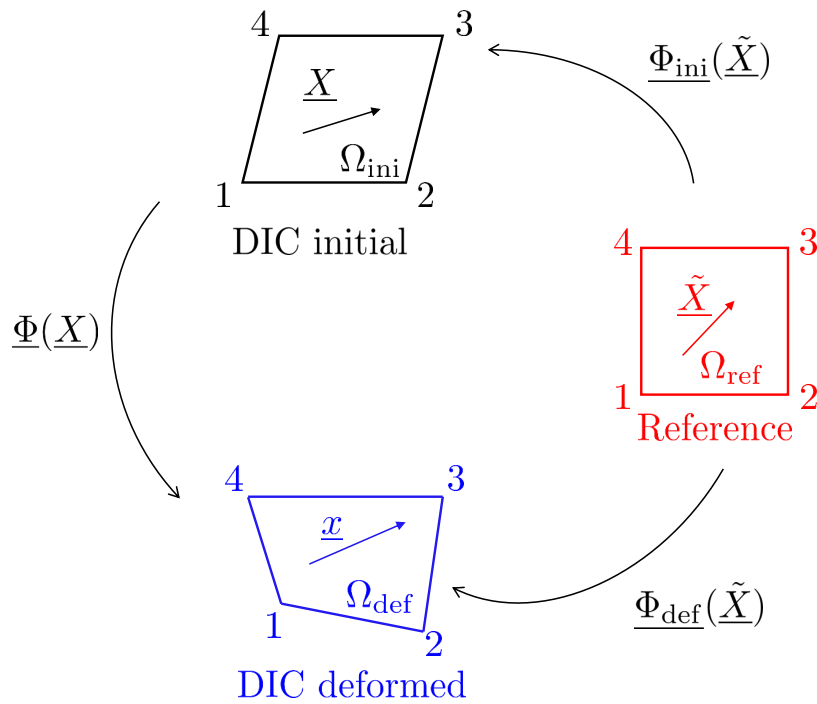 4 3
Φ_ini(X̃)
X
Ω_ini
1 2
DIC initial
4 3
X̃
Ω_ref
1 2
Reference
Φ(X)
4 3
x
Ω_def
1 2
DIC deformed
Φ_def(X̃)